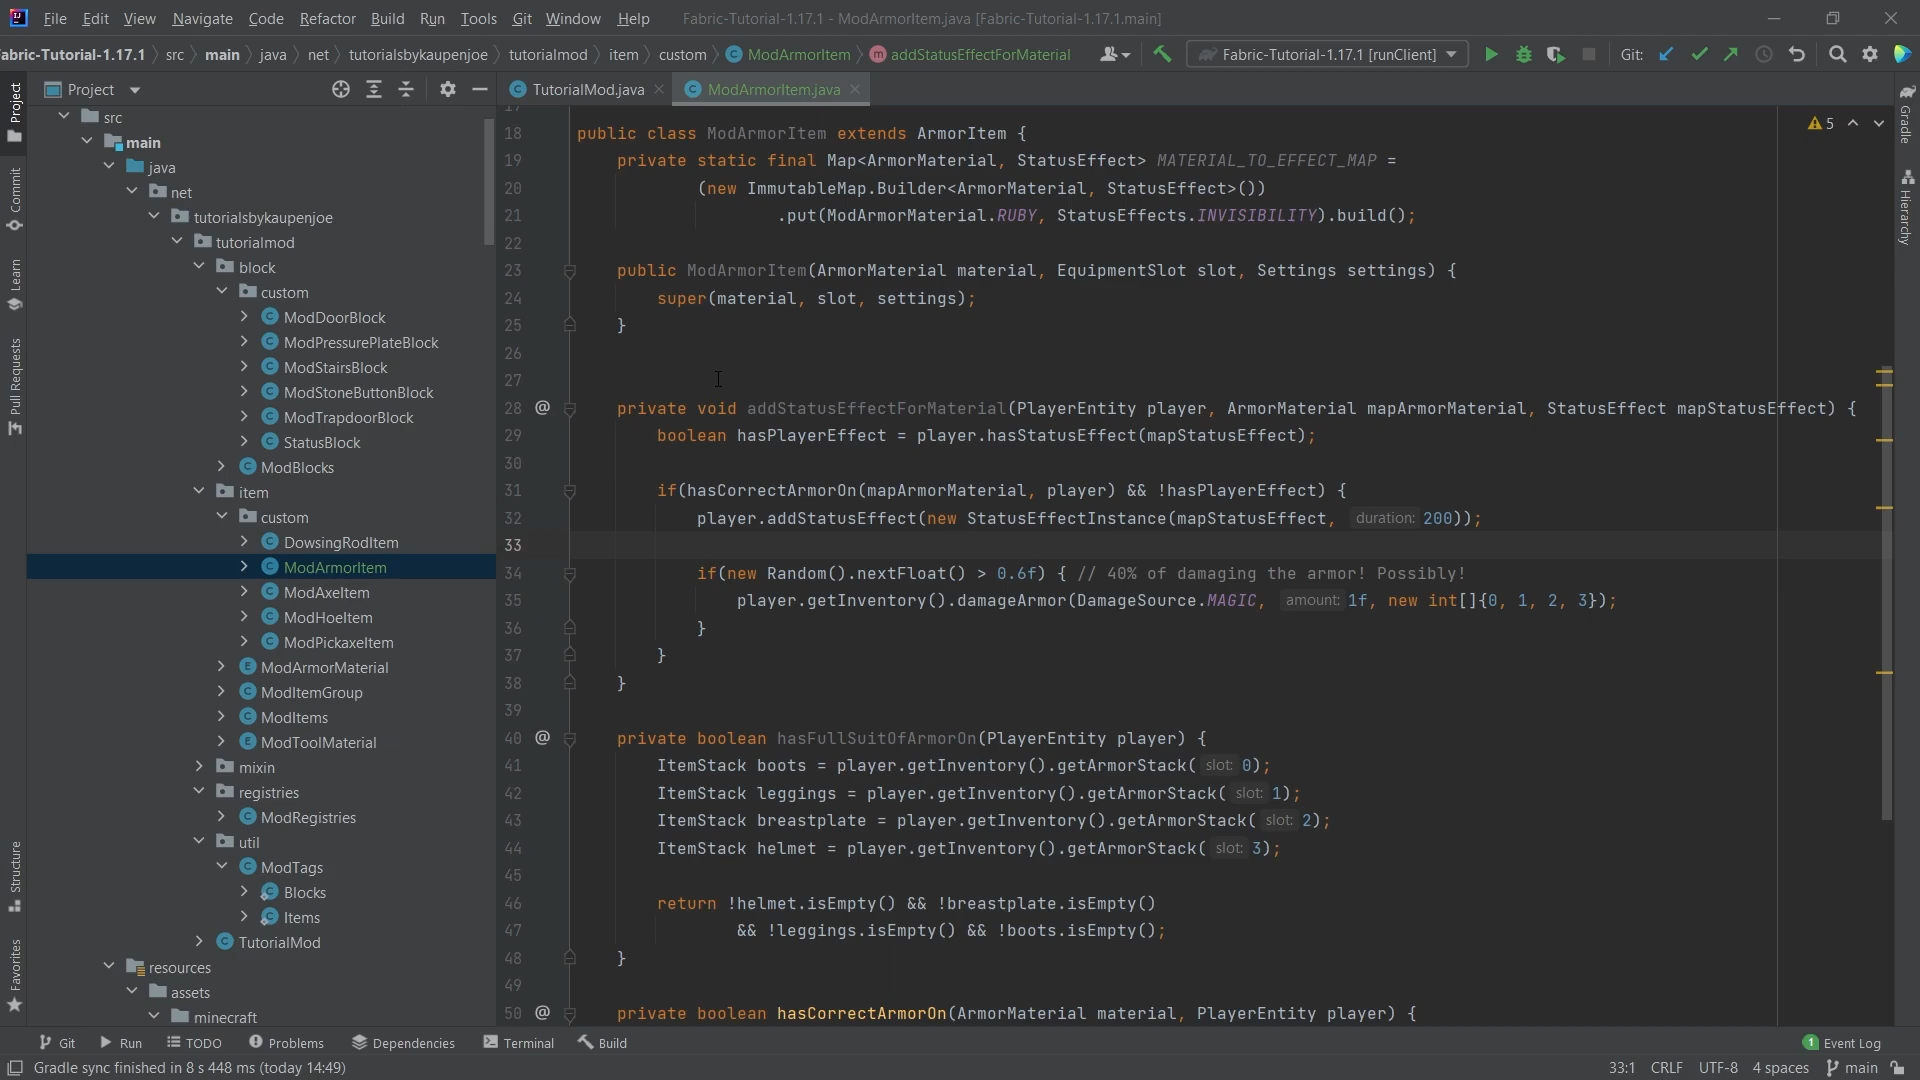 File Edit View Navigate Code Refactor Build Run Tools Git Window Help Fabric-Tutorial-1.17.1 - ModArmorItem.java [Fabric-Tutorial-1.17.1.main]
abric-Tutorial-1.17.1 src main java net tutorialsbykaupenjoe tutorialmod item custom ModArmorItem addStatusEffectForMaterial Fabric-Tutorial-1.17.1 [runClient] Git:
Project
TutorialMod.java ModArmorItem.java
src
main
java
net
tutorialsbykaupenjoe
tutorialmod
block
custom
ModDoorBlock
ModPressurePlateBlock
ModStairsBlock
ModStoneButtonBlock
ModTrapdoorBlock
StatusBlock
ModBlocks
item
custom
DowsingRodItem
ModArmorItem
ModAxeItem
ModHoeItem
ModPickaxeItem
ModArmorMaterial
ModItemGroup
ModItems
ModToolMaterial
mixin
registries
ModRegistries
util
ModTags
Blocks
Items
TutorialMod
resources
assets
minecraft
Project
Commit
Learn
Pull Requests
Structure
Favorites
5
18 public class ModArmorItem extends ArmorItem {
19 private static final Map<ArmorMaterial, StatusEffect> MATERIAL_TO_EFFECT_MAP =
20 (new ImmutableMap.Builder<ArmorMaterial, StatusEffect>())
21 .put(ModArmorMaterial.RUBY, StatusEffects.INVISIBILITY).build();
22
23 public ModArmorItem(ArmorMaterial material, EquipmentSlot slot, Settings settings) {
24 super(material, slot, settings);
25 }
26
27
28 @ private void addStatusEffectForMaterial(PlayerEntity player, ArmorMaterial mapArmorMaterial, StatusEffect mapStatusEffect) {
29 boolean hasPlayerEffect = player.hasStatusEffect(mapStatusEffect);
30
31 if(hasCorrectArmorOn(mapArmorMaterial, player) && !hasPlayerEffect) {
32 player.addStatusEffect(new StatusEffectInstance(mapStatusEffect, duration: 200));
33
34 if(new Random().nextFloat() > 0.6f) { // 40% of damaging the armor! Possibly!
35 player.getInventory().damageArmor(DamageSource.MAGIC, amount: 1f, new int[]{0, 1, 2, 3});
36 }
37 }
38 }
39
40 @ private boolean hasFullSuitOfArmorOn(PlayerEntity player) {
41 ItemStack boots = player.getInventory().getArmorStack( slot: 0);
42 ItemStack leggings = player.getInventory().getArmorStack( slot: 1);
43 ItemStack breastplate = player.getInventory().getArmorStack( slot: 2);
44 ItemStack helmet = player.getInventory().getArmorStack( slot: 3);
45
46 return !helmet.isEmpty() && !breastplate.isEmpty()
47 && !leggings.isEmpty() && !boots.isEmpty();
48 }
49
50 @ private boolean hasCorrectArmorOn(ArmorMaterial material, PlayerEntity player) {
Gradle
Hierarchy
Git Run TODO Problems Dependencies Terminal Build 1 Event Log
Gradle sync finished in 8 s 448 ms (today 14:49) 33:1 CRLF UTF-8 4 spaces main